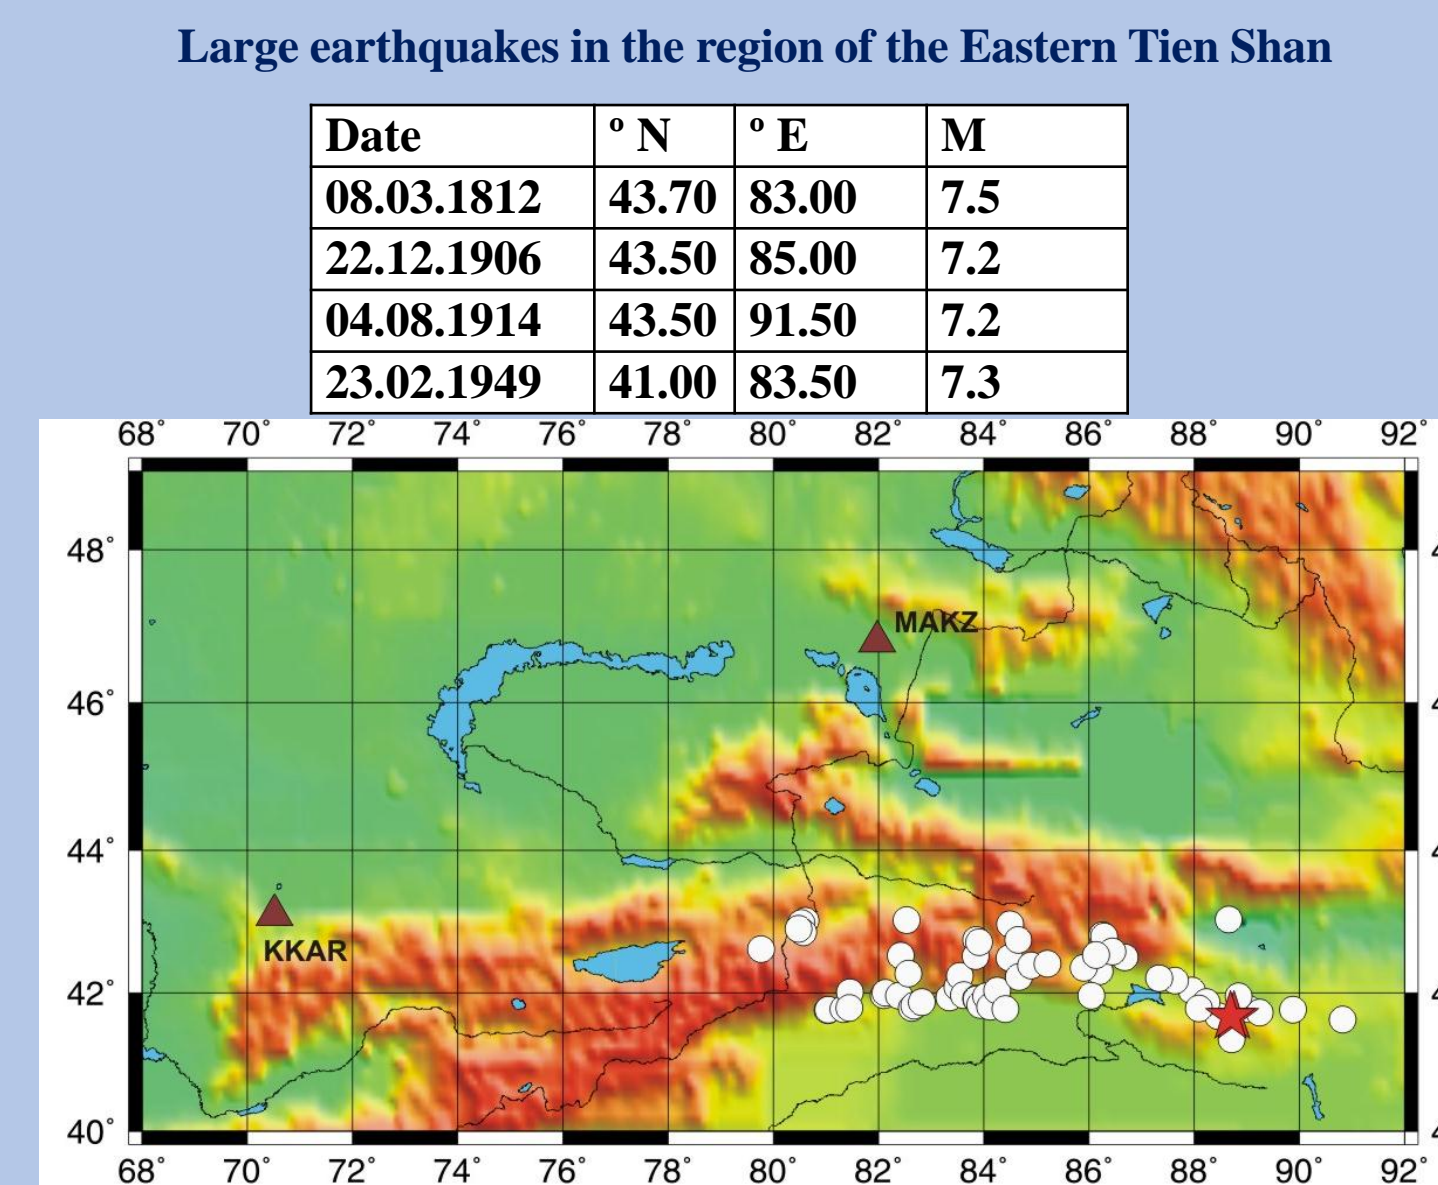 Large earthquakes in the region of the Eastern Tien Shan
Date º N º E M
08.03.1812 43.70 83.00 7.5
22.12.1906 43.50 85.00 7.2
04.08.1914 43.50 91.50 7.2
23.02.1949 41.00 83.50 7.3
68° 70° 72° 74° 76° 78° 80° 82° 84° 86° 88° 90° 92°
48°
MAKZ
46°
44°
KKAR
42°
40°
68° 70° 72° 74° 76° 78° 80° 82° 84° 86° 88° 90° 92°